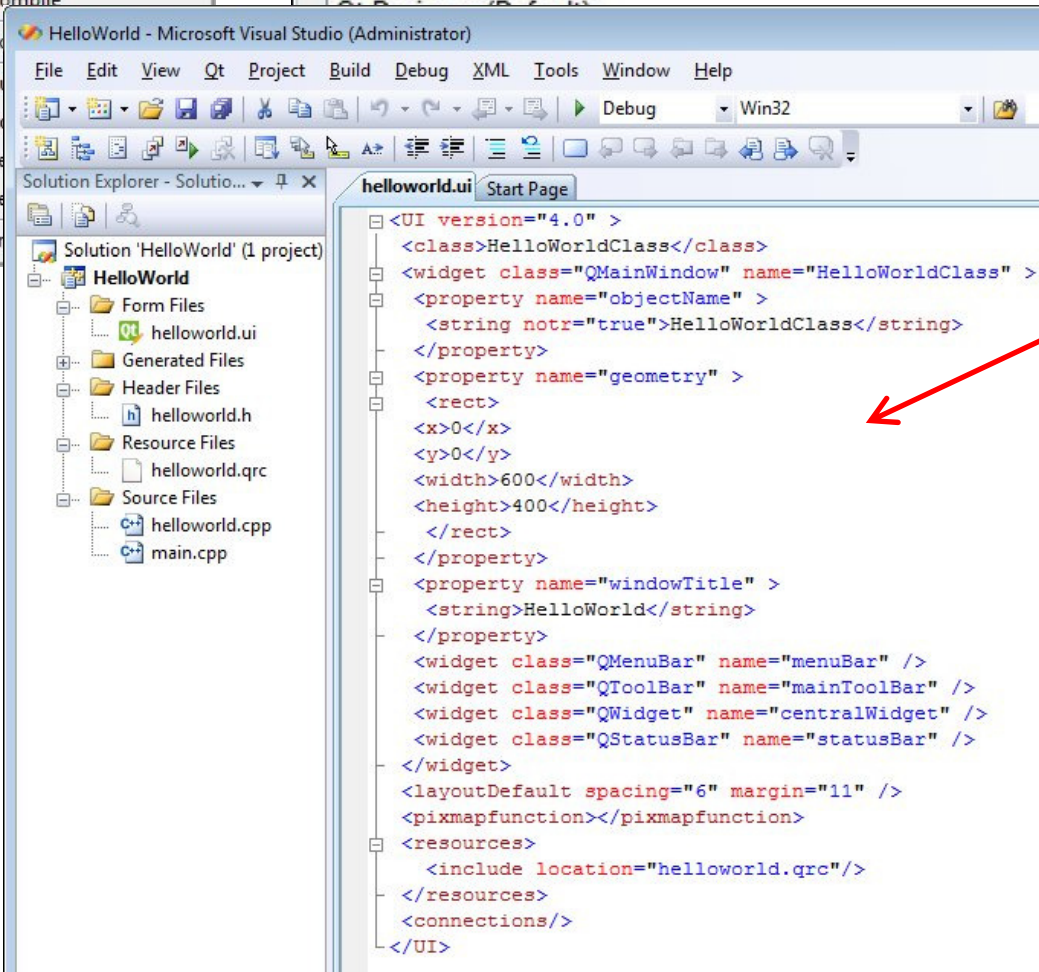 HelloWorld - Microsoft Visual Studio (Administrator)
File Edit View Qt Project Build Debug XML Tools Window Help
Debug Win32
Solution Explorer - Solutio...
helloworld.ui Start Page
Solution 'HelloWorld' (1 project)
HelloWorld
Form Files
helloworld.ui
Generated Files
Header Files
helloworld.h
Resource Files
helloworld.qrc
Source Files
helloworld.cpp
main.cpp
<UI version="4.0" >
<class>HelloWorldClass</class>
<widget class="QMainWindow" name="HelloWorldClass" >
<property name="objectName" >
<string notr="true">HelloWorldClass</string>
</property>
<property name="geometry" >
<rect>
<x>0</x>
<y>0</y>
<width>600</width>
<height>400</height>
</rect>
</property>
<property name="windowTitle" >
<string>HelloWorld</string>
</property>
<widget class="QMenuBar" name="menuBar" />
<widget class="QToolBar" name="mainToolBar" />
<widget class="QWidget" name="centralWidget" />
<widget class="QStatusBar" name="statusBar" />
</widget>
<layoutDefault spacing="6" margin="11" />
<pixmapfunction></pixmapfunction>
<resources>
<include location="helloworld.qrc"/>
</resources>
<connections/>
</UI>